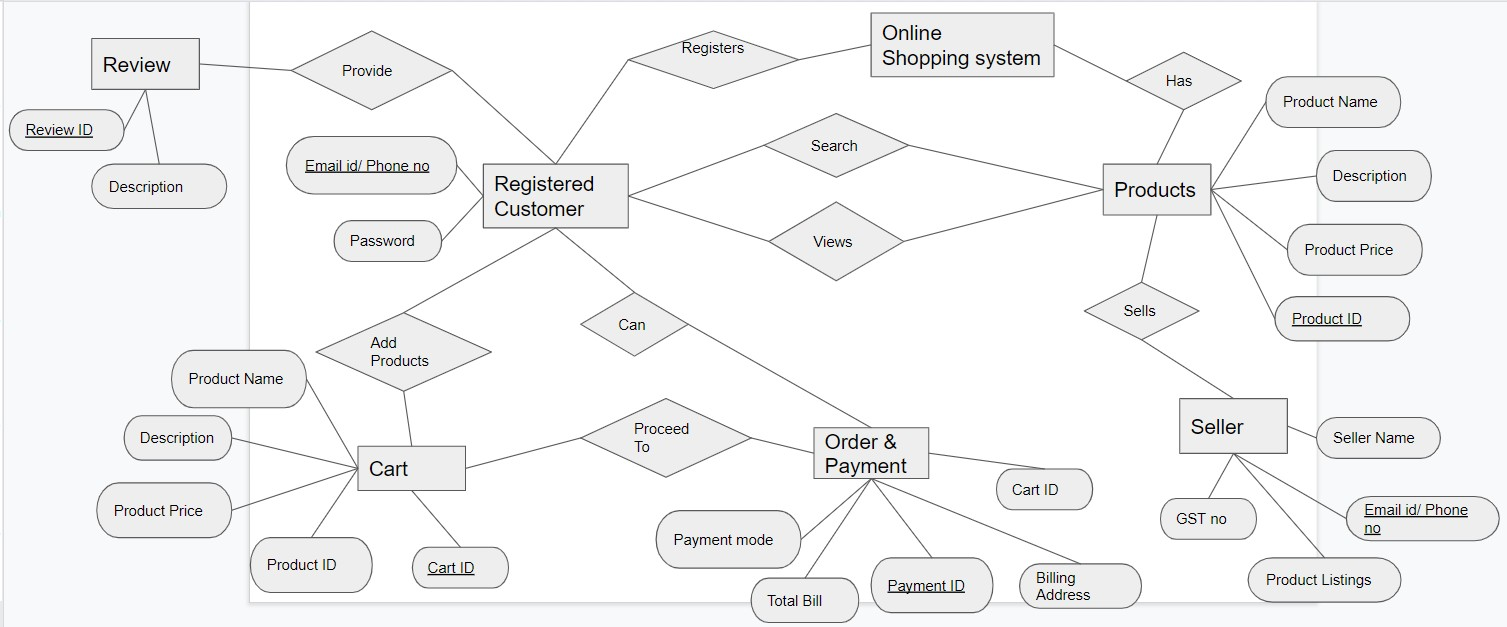 Online
Shopping system
Registers
Review
Provide
Has
Product Name
Review ID
Search
Email id/ Phone no
Description
Registered
Customer
Products
Description
Password
Views
Product Price
Sells
Product ID
Can
Add
Products
Product Name
Description
Proceed
To
Seller
Seller Name
Order &
Payment
Cart
Cart ID
Product Price
Email id/ Phone
no
GST no
Payment mode
Product ID
Cart ID
Payment ID
Billing
Address
Product Listings
Total Bill